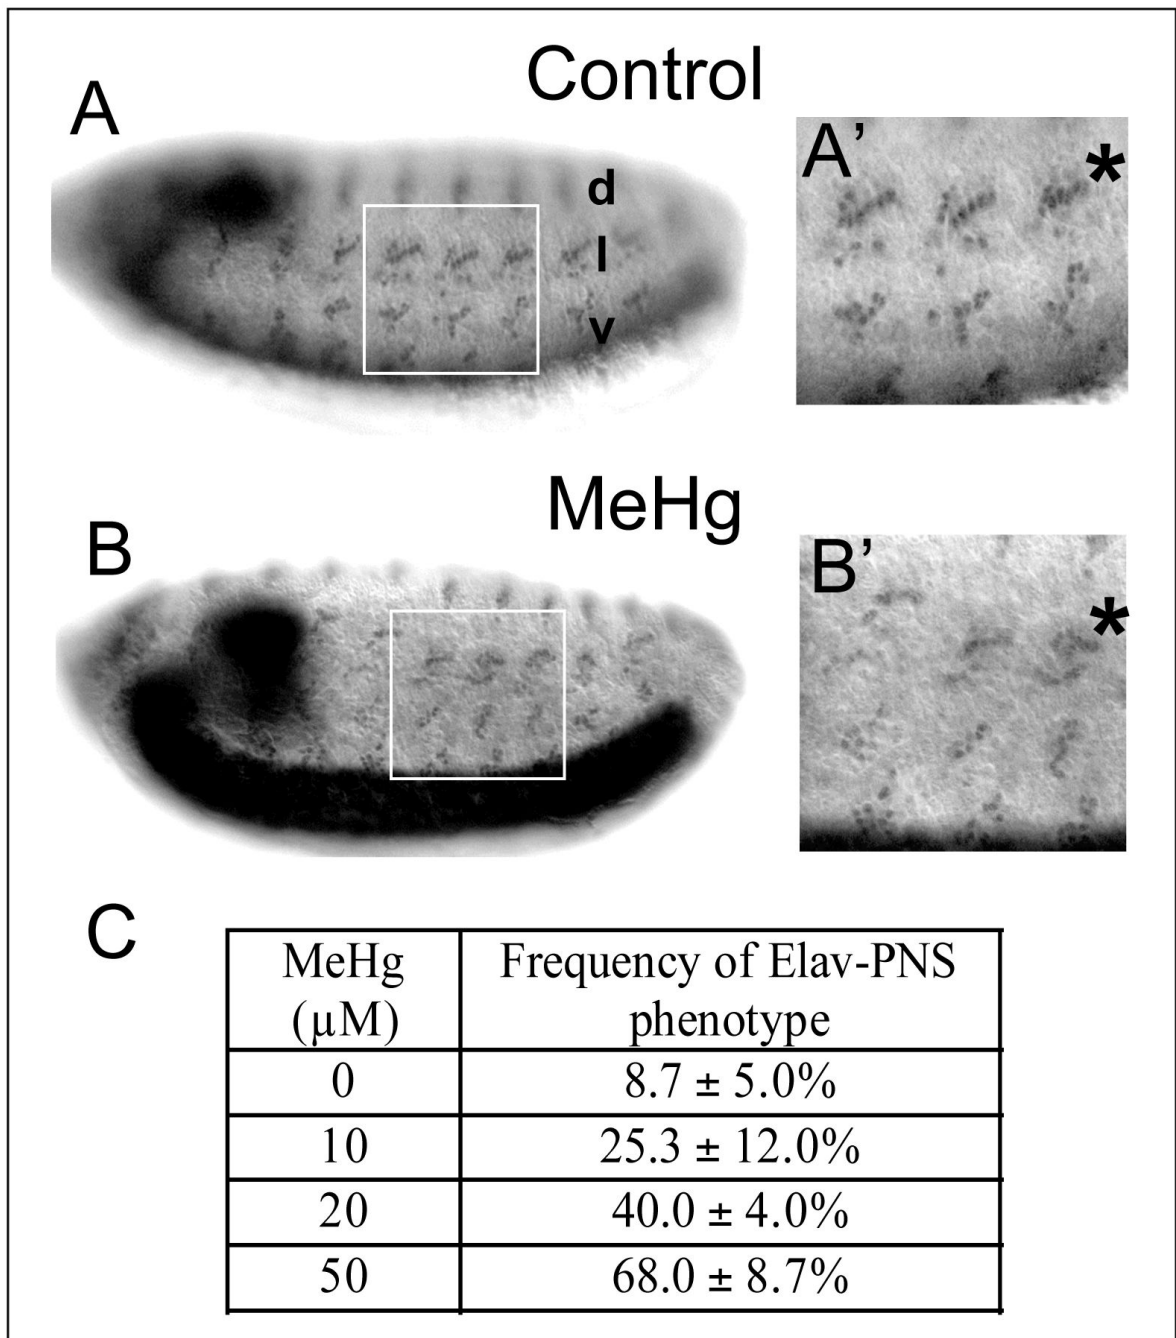 Control
A
A’
*
d
l
v
MeHg
B
B’
*
C
MeHg (µM)
Frequency of Elav-PNS phenotype
0
8.7 ± 5.0%
10
25.3 ± 12.0%
20
40.0 ± 4.0%
50
68.0 ± 8.7%